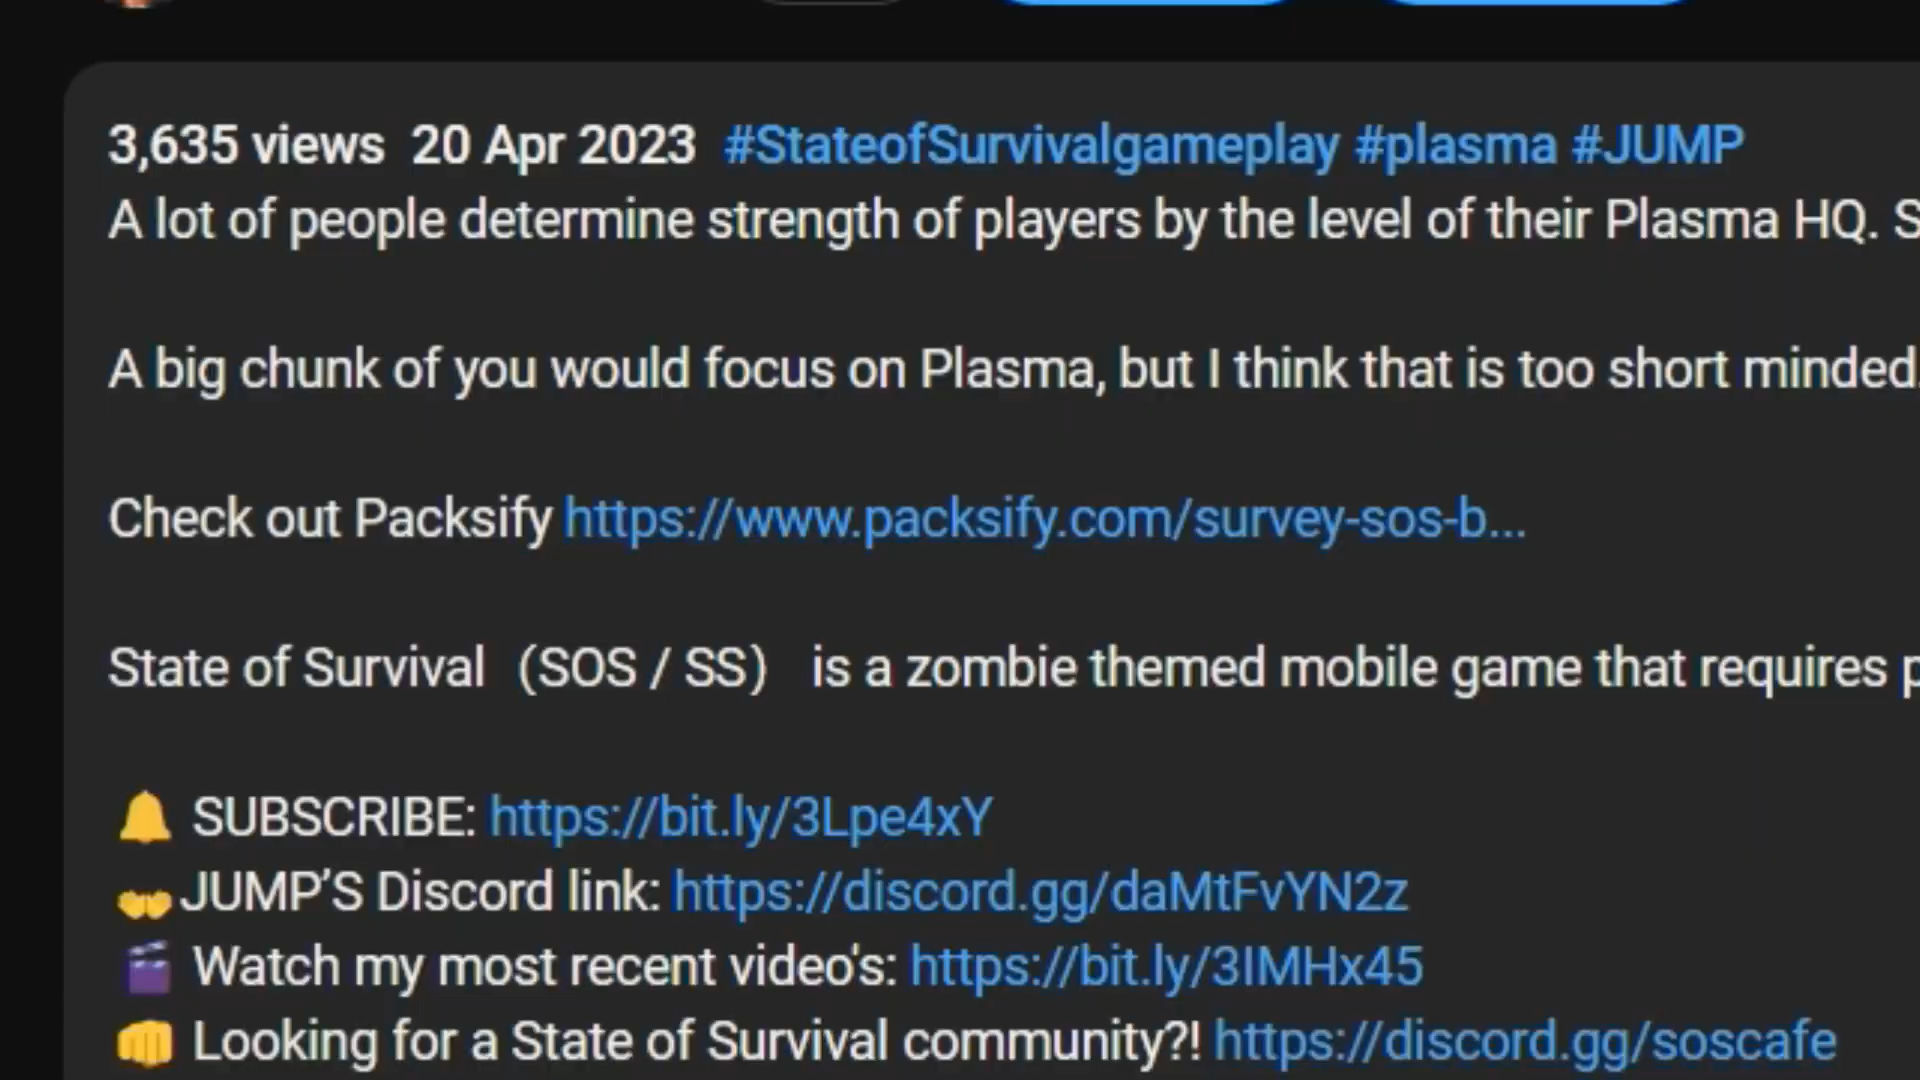 3,635 views 20 Apr 2023 #StateofSurvivalgameplay #plasma #JUMP
A lot of people determine strength of players by the level of their Plasma HQ. S
A big chunk of you would focus on Plasma, but I think that is too short minded.
Check out Packsify https://www.packsify.com/survey-sos-b...
State of Survival (SOS / SS) is a zombie themed mobile game that requires p
SUBSCRIBE: https://bit.ly/3Lpe4xY
JUMP’S Discord link: https://discord.gg/daMtFvYN2z
Watch my most recent video's: https://bit.ly/3IMHx45
Looking for a State of Survival community?! https://discord.gg/soscafe